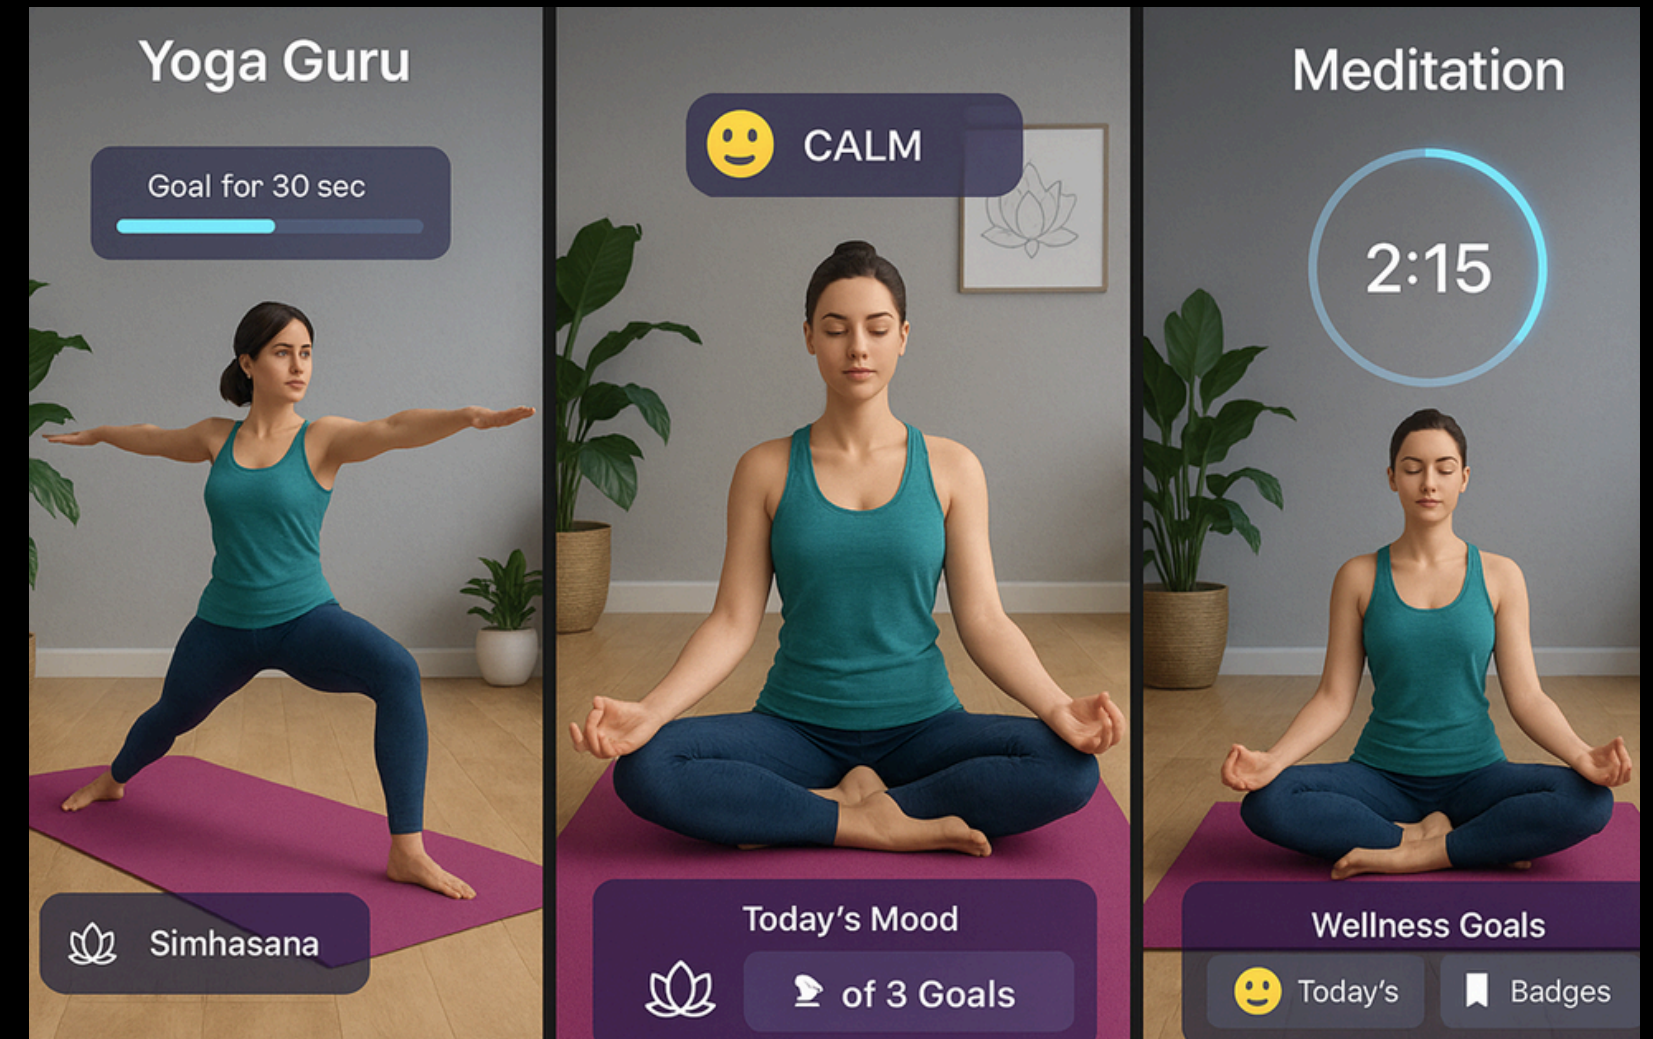 Yoga Guru
Goal for 30 sec
Simhasana
CALM
Today's Mood
of 3 Goals
Meditation
2:15
Wellness Goals
Today's
Badges